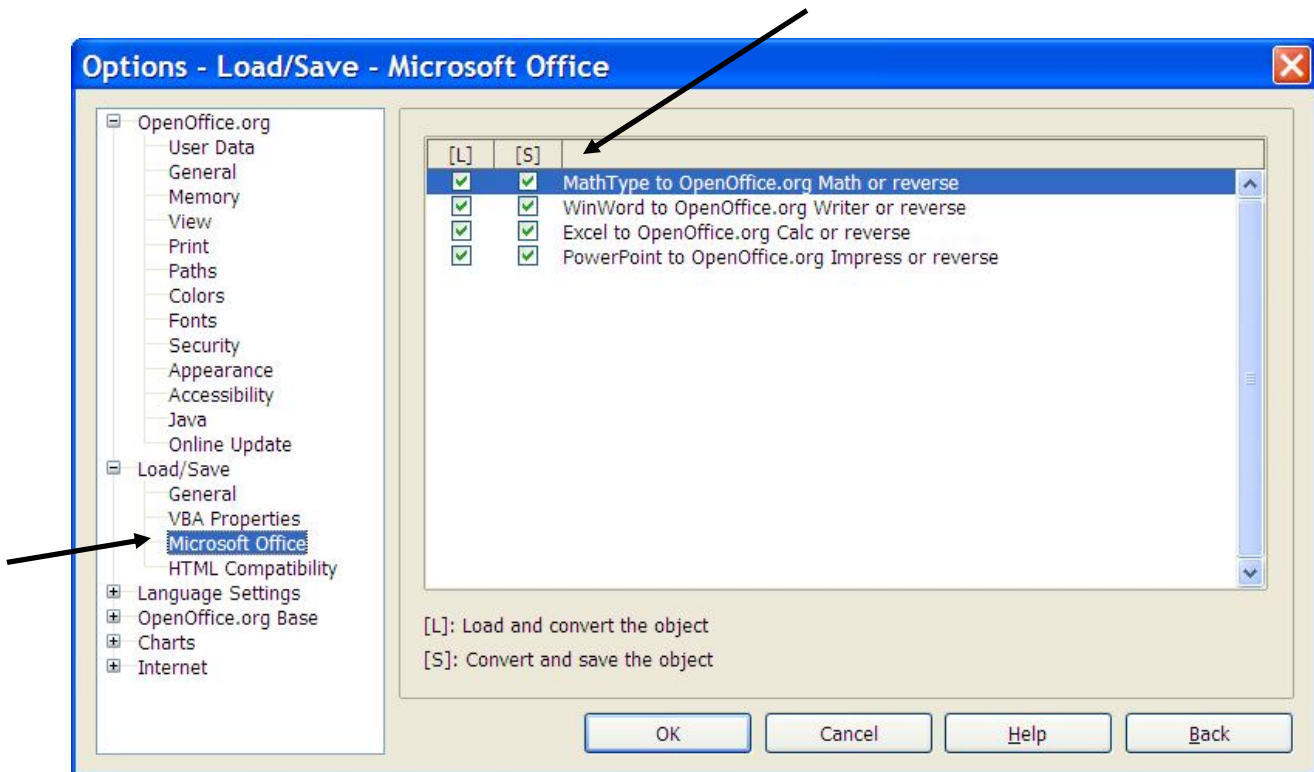 Options - Load/Save - Microsoft Office
OpenOffice.org
User Data
General
Memory
View
Print
Paths
Colors
Fonts
Security
Appearance
Accessibility
Java
Online Update
Load/Save
General
VBA Properties
Microsoft Office
HTML Compatibility
Language Settings
OpenOffice.org Base
Charts
Internet
[L] [S]
MathType to OpenOffice.org Math or reverse
WinWord to OpenOffice.org Writer or reverse
Excel to OpenOffice.org Calc or reverse
PowerPoint to OpenOffice.org Impress or reverse
[L]: Load and convert the object
[S]: Convert and save the object
OK Cancel Help Back